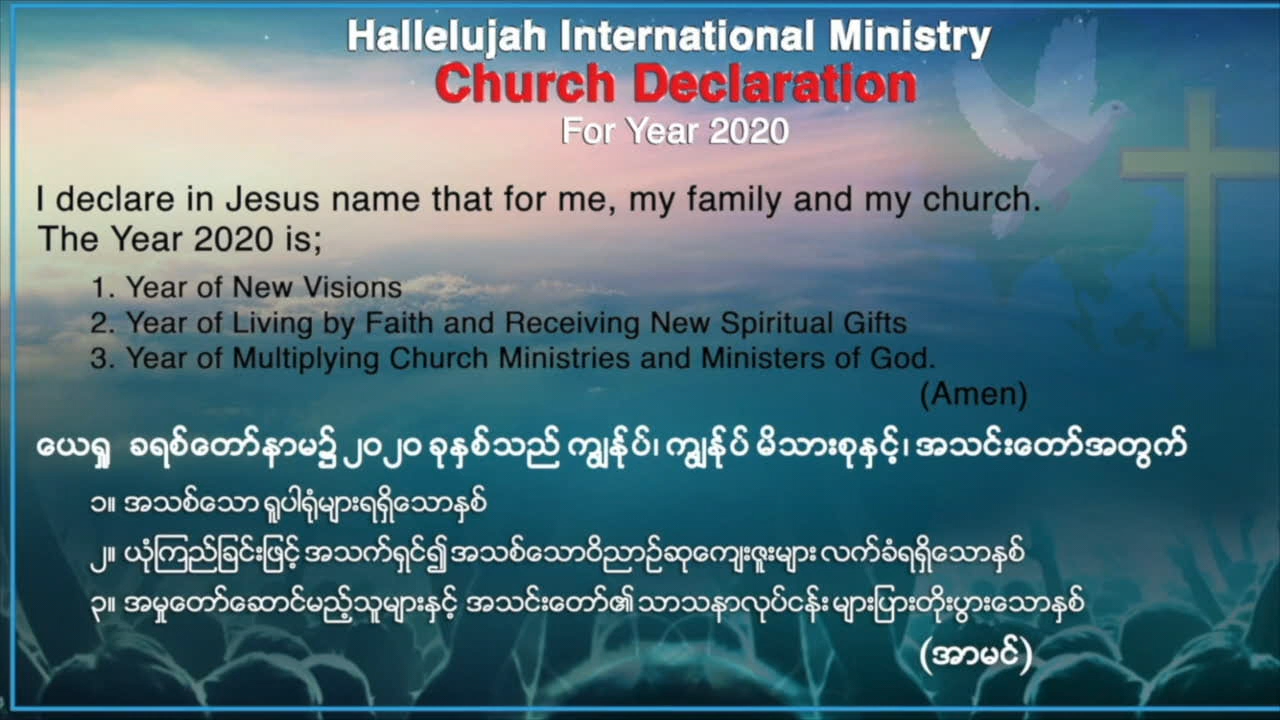 Hallelujah International Ministry
Church Declaration
For Year 2020
I declare in Jesus name that for me, my family and my church.
The Year 2020 is;
1. Year of New Visions
2. Year of Living by Faith and Receiving New Spiritual Gifts
3. Year of Multiplying Church Ministries and Ministers of God.
(Amen)
ယေရှု ခရစ်တော်နာမ၌ ၂၀၂၀ ခုနှစ်သည် ကျွန်ုပ်၊ ကျွန်ုပ် မိသားစုနှင့်၊ အသင်းတော်အတွက်
၁။ အသစ်သော ရူပါရုံများရရှိသောနှစ်
၂။ ယုံကြည်ခြင်းဖြင့် အသက်ရှင်၍ အသစ်သောဝိညာဉ်ဆုကျေးဇူးများ လက်ခံရရှိသောနှစ်
၃။ အမှုတော်ဆောင်မည့်သူများနှင့် အသင်းတော်၏ သာသနာလုပ်ငန်း များပြားတိုးပွားသောနှစ်
(အာမင်)